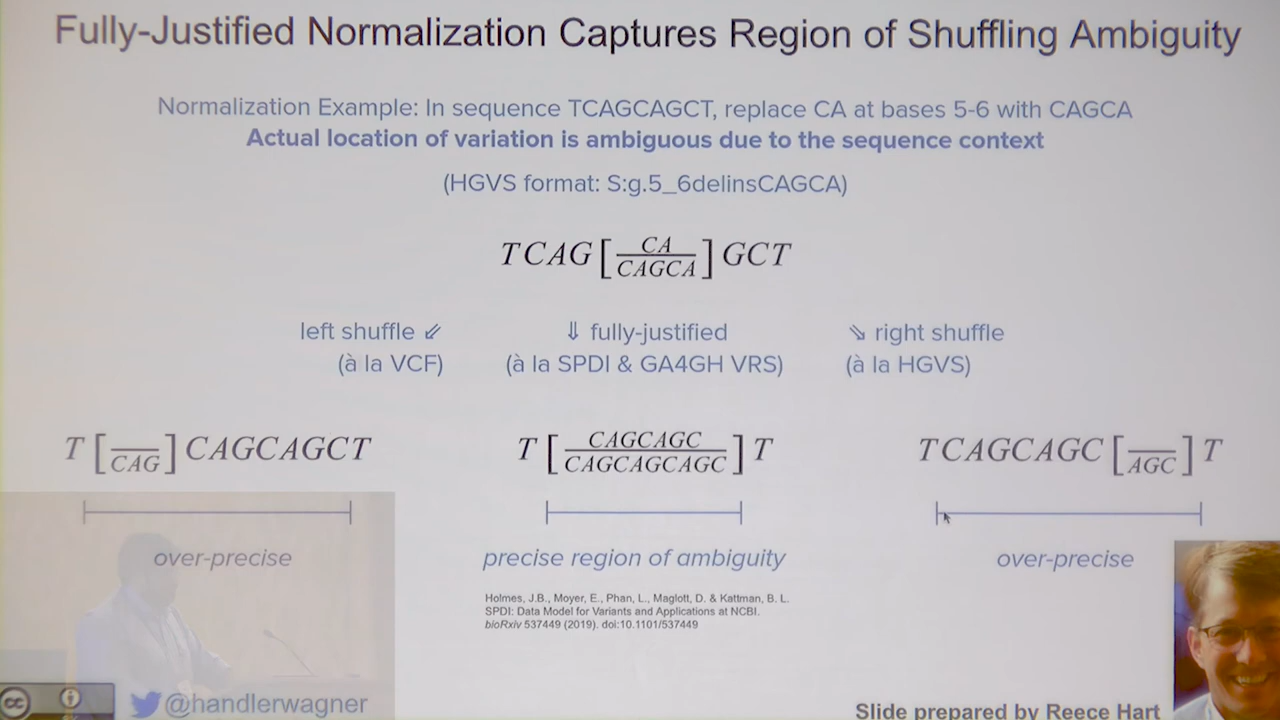 Fully-Justified Normalization Captures Region of Shuffling Ambiguity
Normalization Example: In sequence TCAGCAGCT, replace CA at bases 5-6 with CAGCA
Actual location of variation is ambiguous due to the sequence context
(HGVS format: S:g.5_6delinsCAGCA)
TCAG[CA/CAGCA]GCT
left shuffle ⇙ ⇓ fully-justified ⇘ right shuffle
(à la VCF) (à la SPDI & GA4GH VRS) (à la HGVS)
T[ /CAG]CAGCAGCT T[CAGCAGC/CAGCAGCAGC]T TCAGCAGC[ /AGC]T
over-precise precise region of ambiguity over-precise
Holmes, J.B., Moyer, E., Phan, L., Maglott, D. & Kattman, B. L.
SPDI: Data Model for Variants and Applications at NCBI.
bioRxiv 537449 (2019). doi:10.1101/537449
cc
@handlerwagner
Slide prepared by Reece Hart